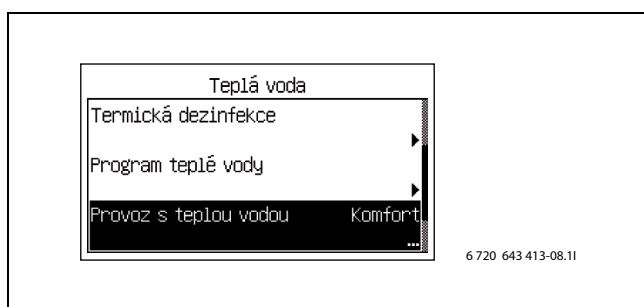 Teplá voda
Termická dezinfekce
Program teplé vody
Provoz s teplou vodou Komfort
...
6 720 643 413-08.1I